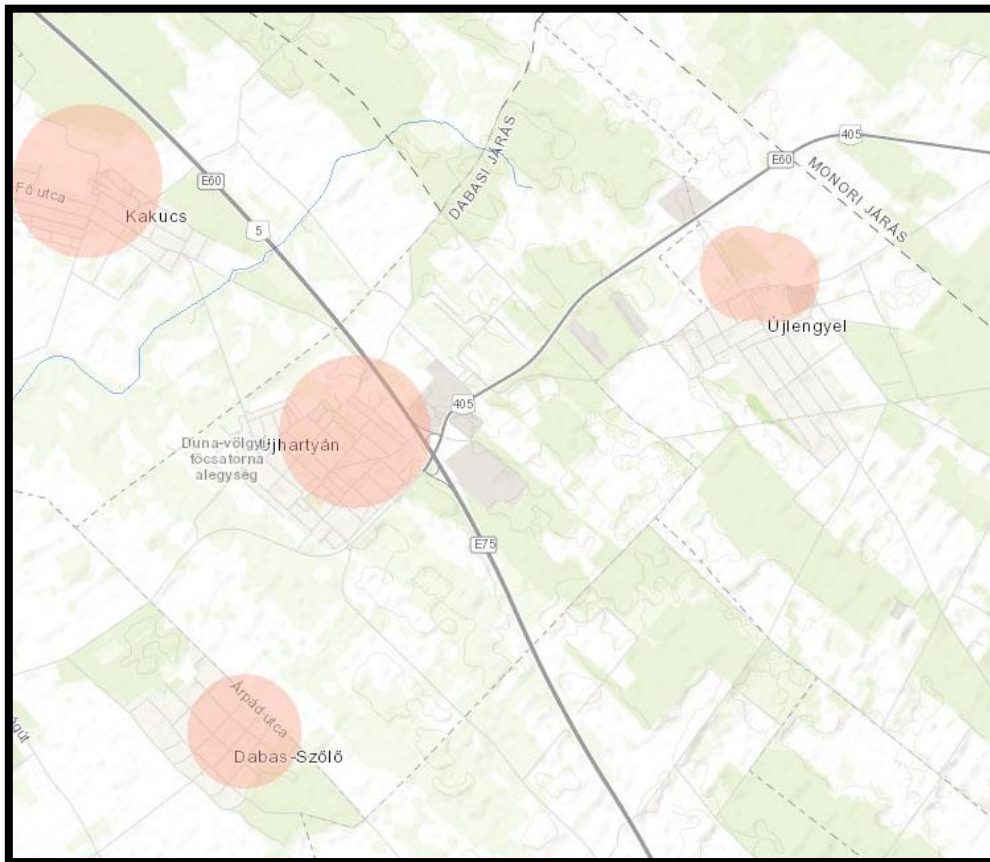 405
E60
MONORI JÁRÁS
DABASI JÁRÁS
E60
Fő utca
Kakucs
5
Újlengyel
405
Duna-völgyi
Újhartyán
főcsatorna
alegység
E75
Árpád utca
Dabas-Szőlő